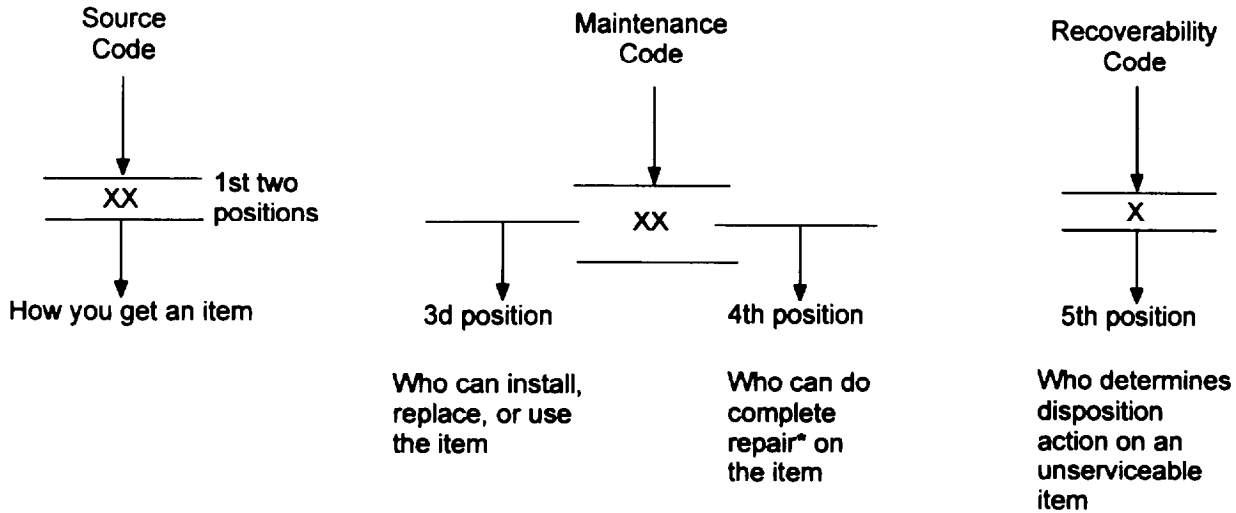 Source
Code
XX
1st two
positions
How you get an item
Maintenance
Code
XX
3d position
4th position
Who can install,
replace, or use
the item
Who can do
complete
repair* on
the item
Recoverability
Code
X
5th position
Who determines
disposition
action on an
unserviceable
item